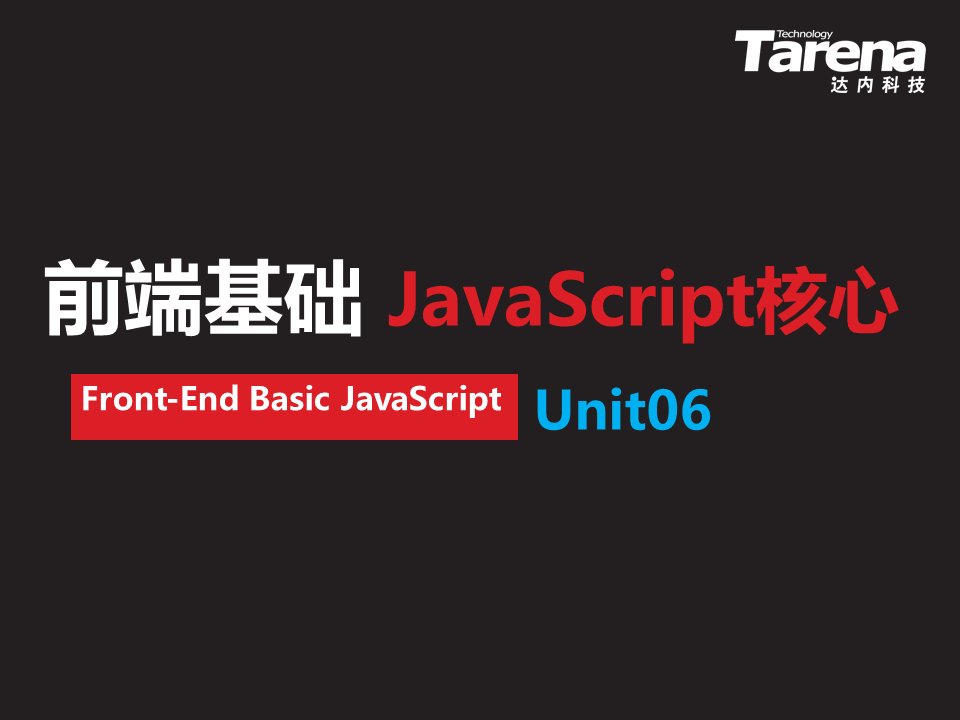 Technology
Tarena
达内科技
前端基础 JavaScript核心
Front-End Basic JavaScript Unit06